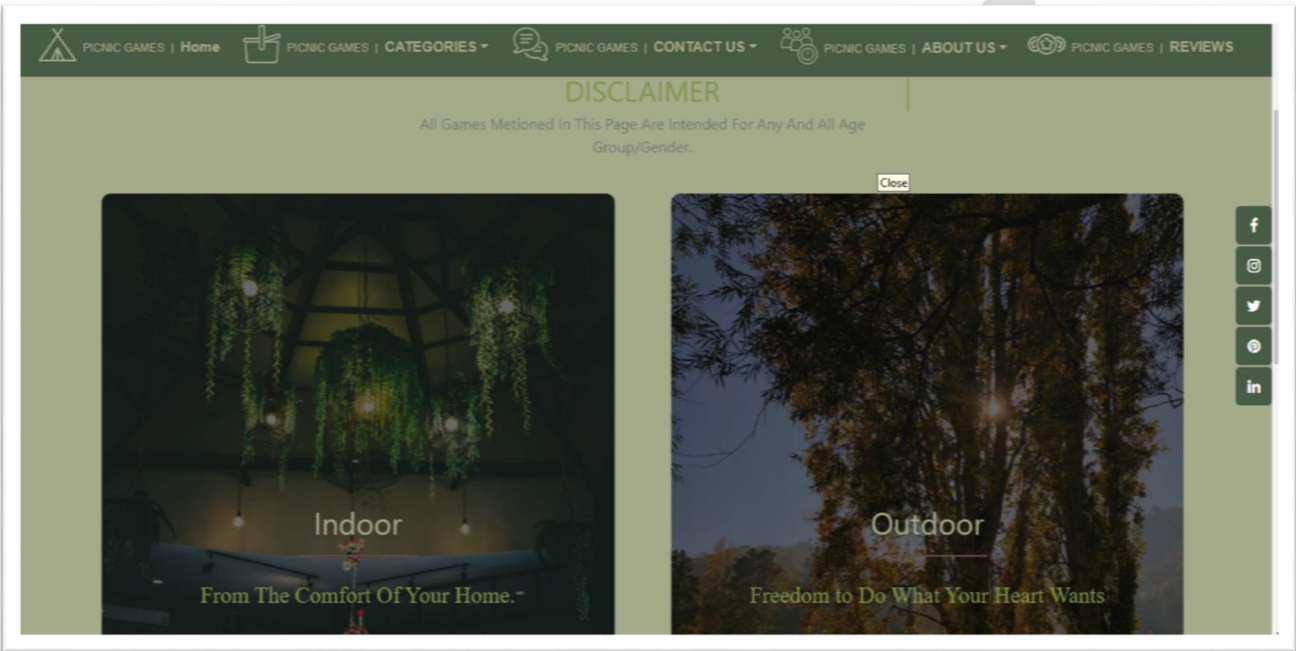 PICNIC GAMES | Home PICNIC GAMES | CATEGORIES PICNIC GAMES | CONTACT US PICNIC GAMES | ABOUT US PICNIC GAMES | REVIEWS
DISCLAIMER
All Games Metioned In This Page Are Intended For Any And All Age
Group/Gender.
Close
Indoor
From The Comfort Of Your Home.
Outdoor
Freedom to Do What Your Heart Wants